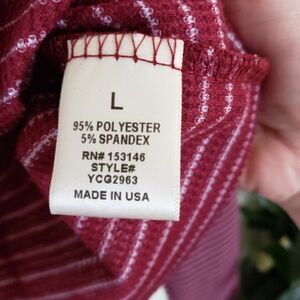 L
95% POLYESTER
5% SPANDEX
RN# 153146
STYLE#
YCG2963
MADE IN USA